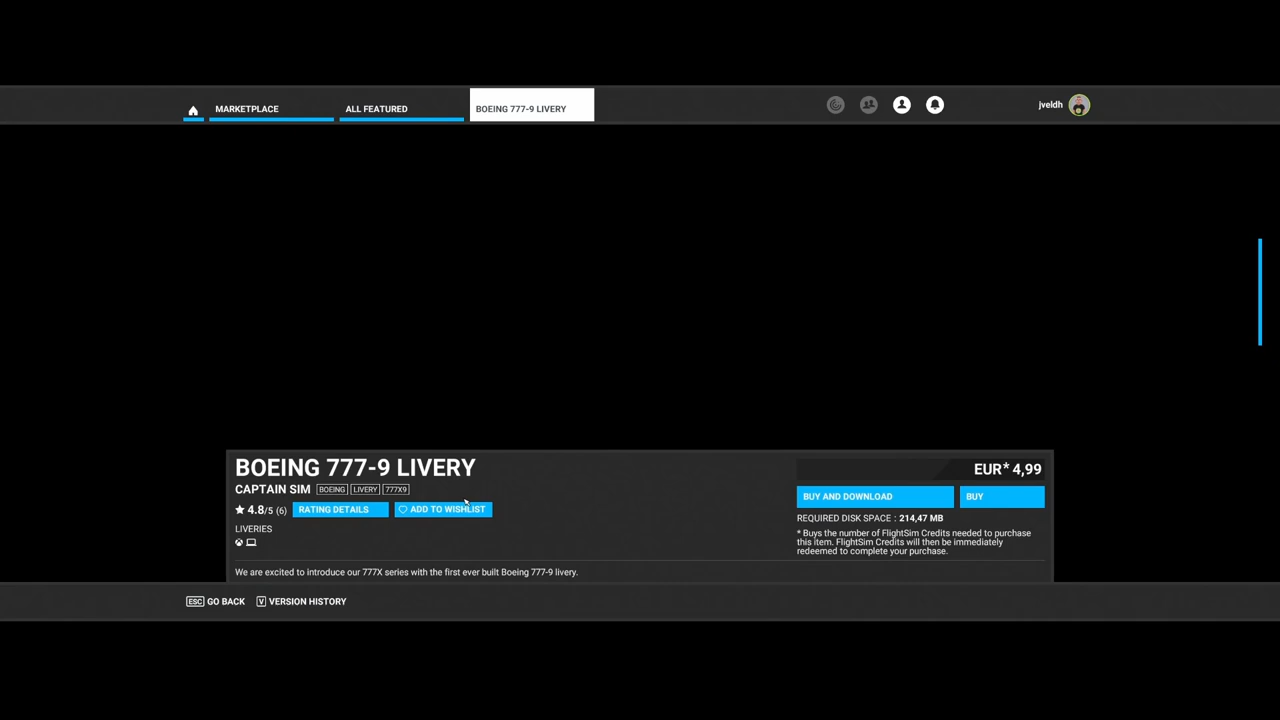 MARKETPLACE
ALL FEATURED
BOEING 777-9 LIVERY
jveldh
BOEING 777-9 LIVERY
EUR* 4,99
CAPTAIN SIM BOEING LIVERY 777X9
BUY AND DOWNLOAD
BUY
4.8/5 (6)
RATING DETAILS
ADD TO WISHLIST
REQUIRED DISK SPACE : 214,47 MB
LIVERIES
* Buys the number of FlightSim Credits needed to purchase
this item. FlightSim Credits will then be immediately
redeemed to complete your purchase.
We are excited to introduce our 777X series with the first ever built Boeing 777-9 livery.
ESC GO BACK
V VERSION HISTORY